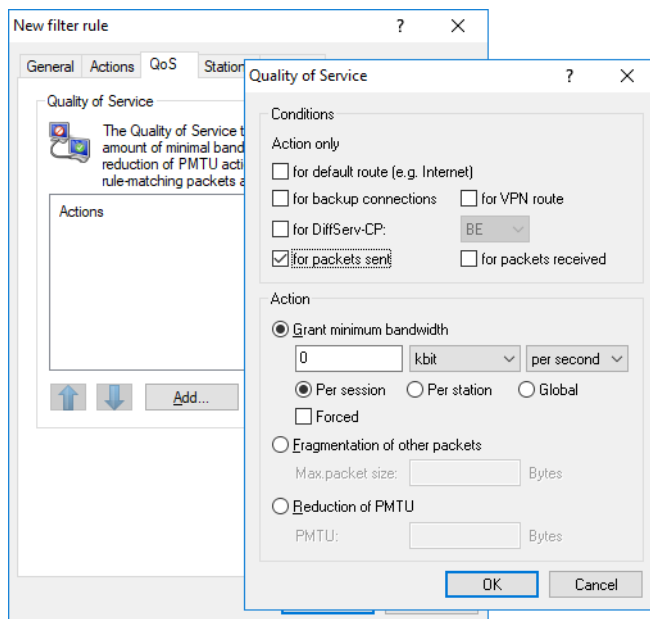 New filter rule ? X
General Actions QoS
Quality of Service
The Quality of Service
amount of minimal
reduction of PMTU
rule-matching packets
Actions
Add...
Quality of Service ? X
Conditions
Action only
for default route (e.g. Internet)
for backup connections for VPN route
for DiffServ-CP: BE
for packets sent for packets received
Action
Grant minimum bandwidth
0 kbit per second
Per session Per station Global
Forced
Fragmentation of other packets
Max.packet size: Bytes
Reduction of PMTU
PMTU: Bytes
OK Cancel